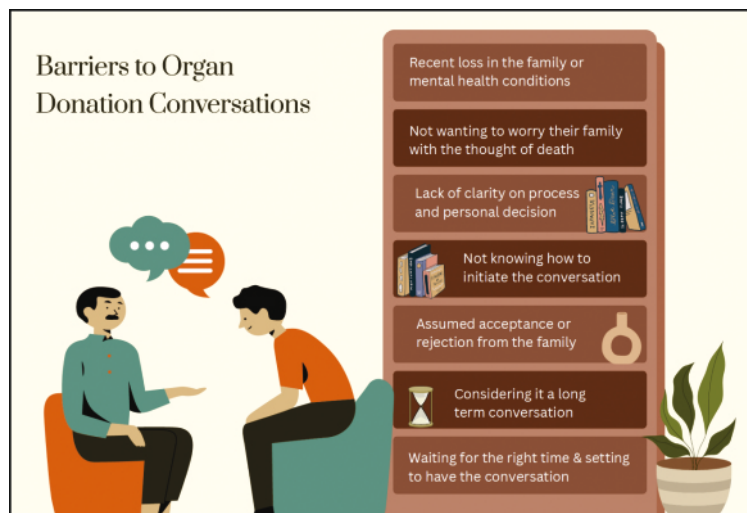 Barriers to Organ
Donation Conversations
Recent loss in the family or
mental health conditions
Not wanting to worry their family
with the thought of death
Lack of clarity on process
and personal decision
Not knowing how to
initiate the conversation
Assumed acceptance or
rejection from the family
Considering it a long
term conversation
Waiting for the right time & setting
to have the conversation